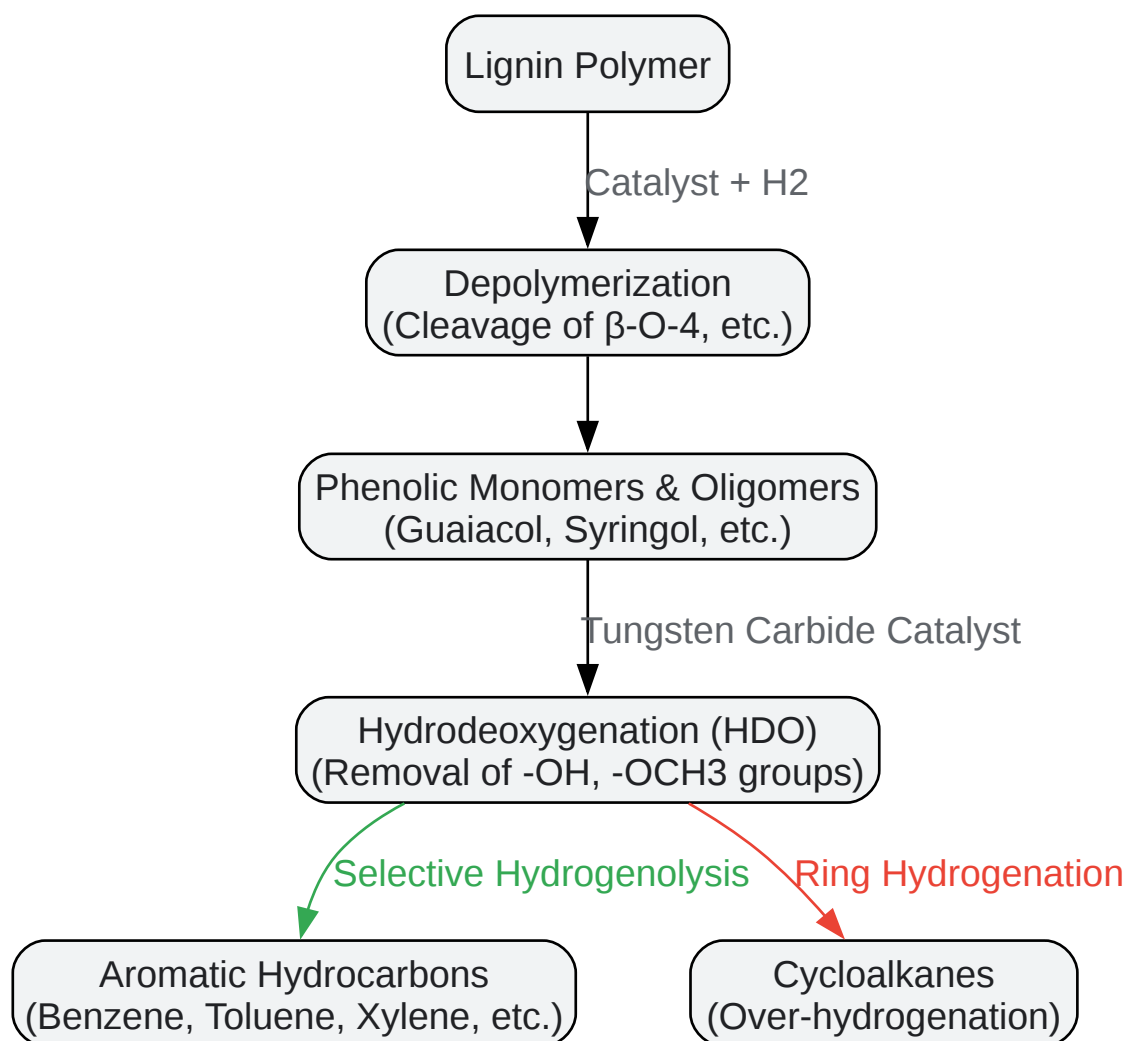 Lignin Polymer
Catalyst + H2
Depolymerization
(Cleavage of β-O-4, etc.)
Phenolic Monomers & Oligomers
(Guaiacol, Syringol, etc.)
Tungsten Carbide Catalyst
Hydrodeoxygenation (HDO)
(Removal of -OH, -OCH3 groups)
Selective Hydrogenolysis
Ring Hydrogenation
Aromatic Hydrocarbons
(Benzene, Toluene, Xylene, etc.)
Cycloalkanes
(Over-hydrogenation)